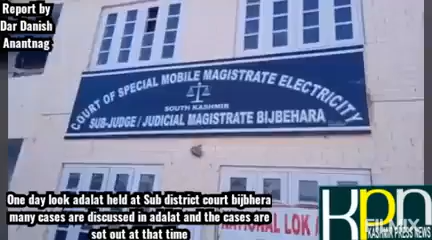 Report by
Dar Danish
Anantnag
COURT OF SPECIAL MOBILE MAGISTRATE ELECTRICITY
SOUTH KASHMIR
SUB-JUDGE / JUDICIAL MAGISTRATE BIJBEHARA
One day look adalat held at Sub district court bijbhera
many cases are discussed in adalat and the cases are
sot out at that time
NATIONAL LOK
KPN
KASHMIR PRESS NEWS